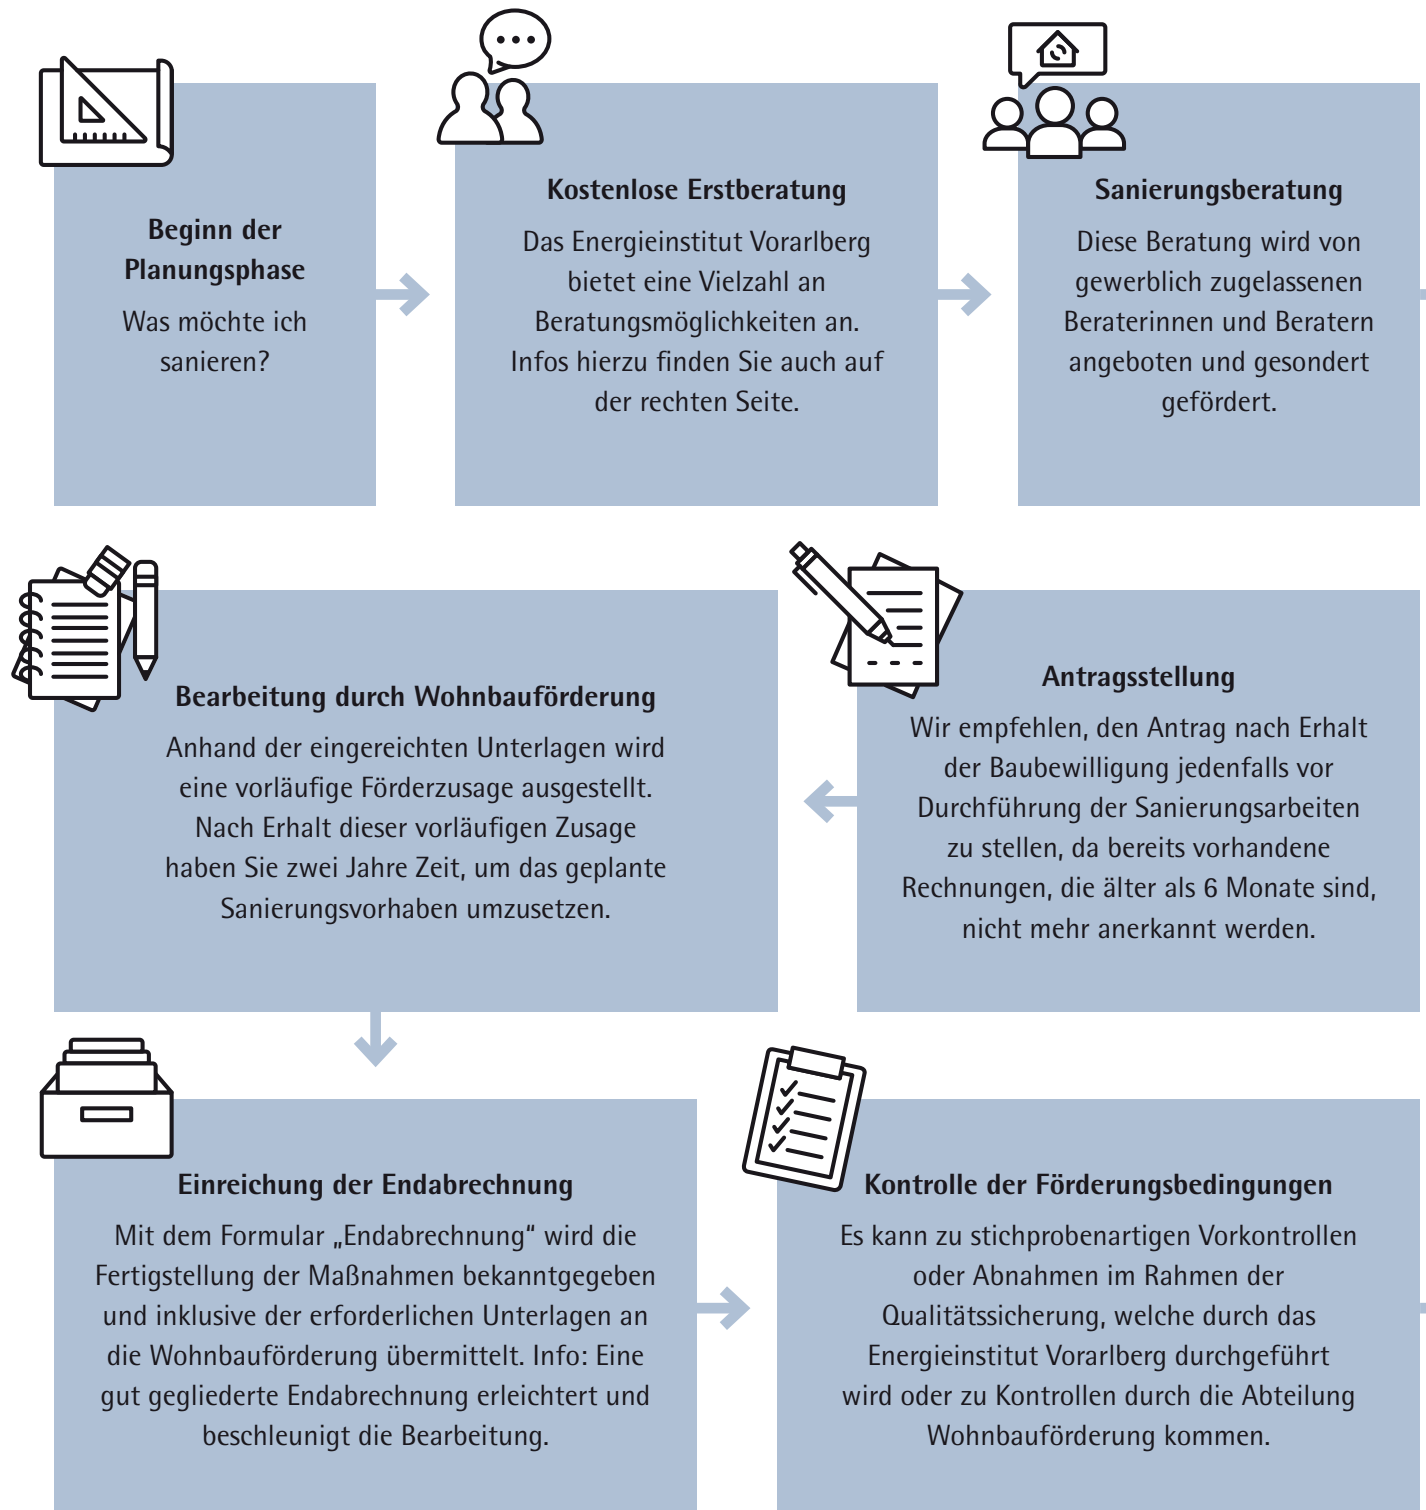 Beginn der
Planungsphase
Was möchte ich
sanieren?
Kostenlose Erstberatung
Das Energieinstitut Vorarlberg
bietet eine Vielzahl an
Beratungsmöglichkeiten an.
Infos hierzu finden Sie auch auf
der rechten Seite.
Sanierungsberatung
Diese Beratung wird von
gewerblich zugelassenen
Beraterinnen und Beratern
angeboten und gesondert
gefördert.
Antragsstellung
Wir empfehlen, den Antrag nach Erhalt
der Baubewilligung jedenfalls vor
Durchführung der Sanierungsarbeiten
zu stellen, da bereits vorhandene
Rechnungen, die älter als 6 Monate sind,
nicht mehr anerkannt werden.
Bearbeitung durch Wohnbauförderung
Anhand der eingereichten Unterlagen wird
eine vorläufige Förderzusage ausgestellt.
Nach Erhalt dieser vorläufigen Zusage
haben Sie zwei Jahre Zeit, um das geplante
Sanierungsvorhaben umzusetzen.
Einreichung der Endabrechnung
Mit dem Formular „Endabrechnung“ wird die
Fertigstellung der Maßnahmen bekanntgegeben
und inklusive der erforderlichen Unterlagen an
die Wohnbauförderung übermittelt. Info: Eine
gut gegliederte Endabrechnung erleichtert und
beschleunigt die Bearbeitung.
Kontrolle der Förderungsbedingungen
Es kann zu stichprobenartigen Vorkontrollen
oder Abnahmen im Rahmen der
Qualitätssicherung, welche durch das
Energieinstitut Vorarlberg durchgeführt
wird oder zu Kontrollen durch die Abteilung
Wohnbauförderung kommen.